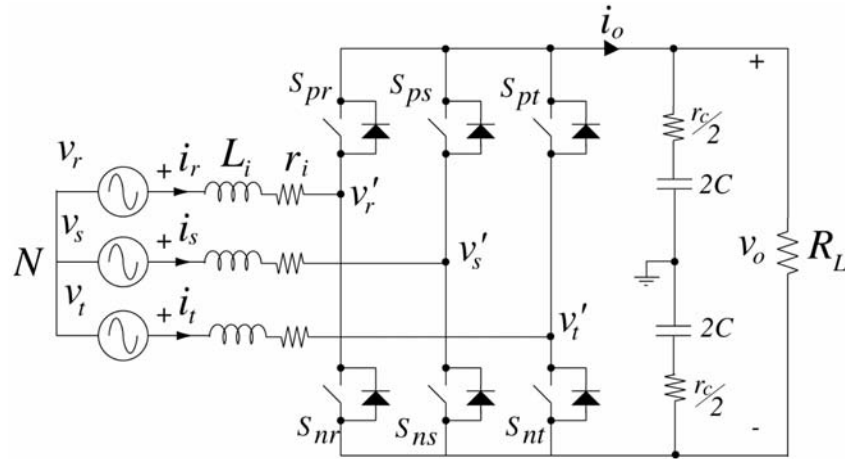 i_o
+
S_pr S_ps S_pt
r_c/2
v_r + i_r L_i r_i v_r'
2C
v_s + i_s v_s'
N v_o R_L
v_t + i_t v_t'
2C
r_c/2
S_nr S_ns S_nt
-